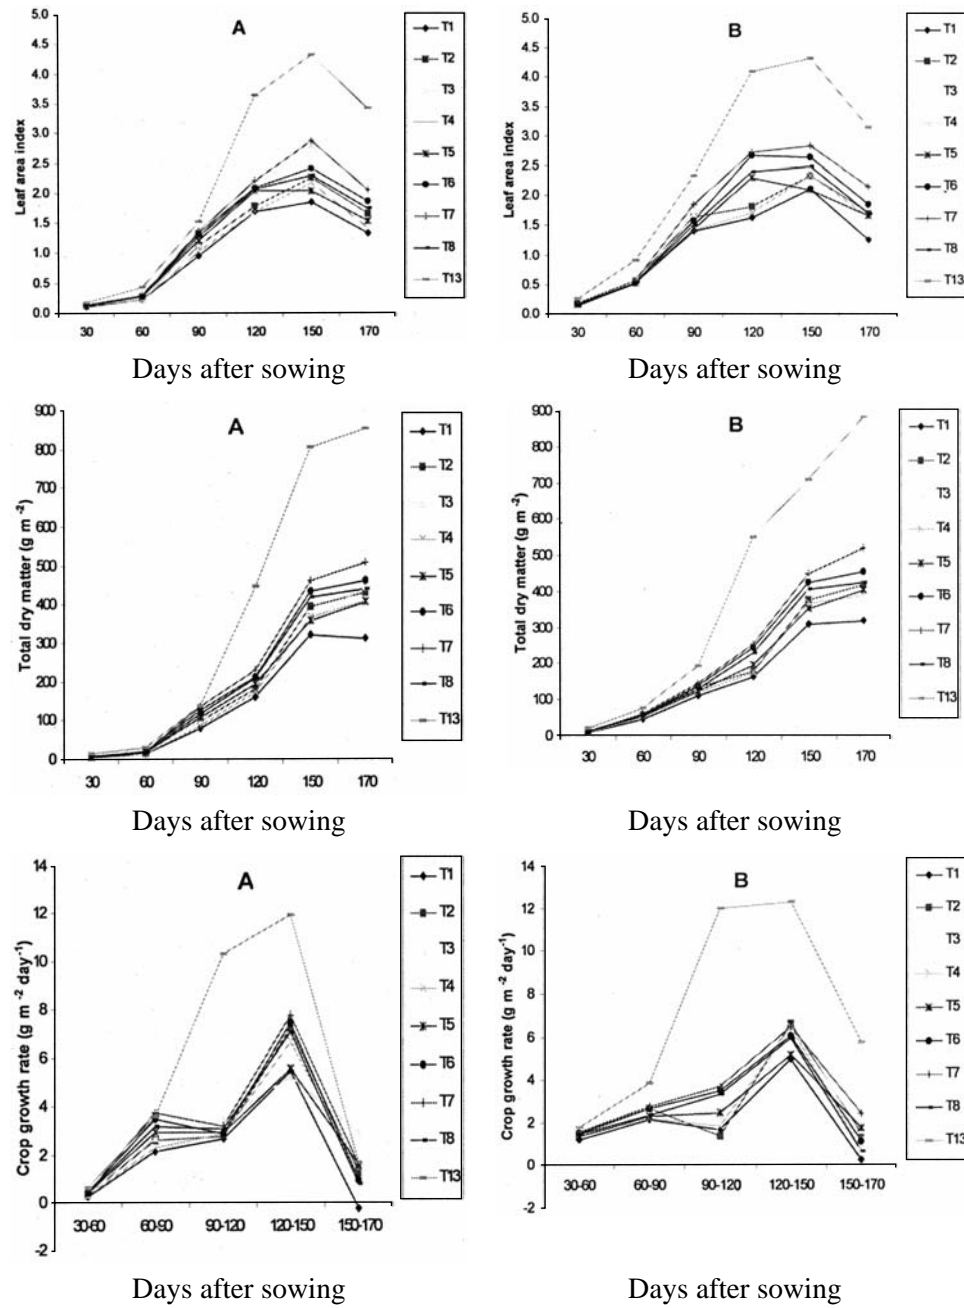 A
Leaf area index
5.0
4.5
4.0
3.5
3.0
2.5
2.0
1.5
1.0
0.5
0.0
30 60 90 120 150 170
T1
T2
T3
T4
T5
T6
T7
T8
T13
Days after sowing
B
Leaf area index
5.0
4.5
4.0
3.5
3.0
2.5
2.0
1.5
1.0
0.5
0.0
30 60 90 120 150 170
T1
T2
T3
T4
T5
T6
T7
T8
T13
Days after sowing
A
Total dry matter (g m -2)
900
800
700
600
500
400
300
200
100
0
30 60 90 120 150 170
T1
T2
T3
T4
T5
T6
T7
T8
T13
Days after sowing
B
Total dry matter (g m -2)
900
800
700
600
500
400
300
200
100
0
30 60 90 120 150 170
T1
T2
T3
T4
T5
T6
T7
T8
T13
Days after sowing
A
Crop growth rate (g m -2 day-1)
14
12
10
8
6
4
2
0
-2
30-60 60-90 90-120 120-150 150-170
T1
T2
T3
T4
T5
T6
T7
T8
T13
Days after sowing
B
Crop growth rate (g m -2 day-1)
14
12
10
8
6
4
2
0
-2
30-60 60-90 90-120 120-150 150-170
T1
T2
T3
T4
T5
T6
T7
T8
T13
Days after sowing